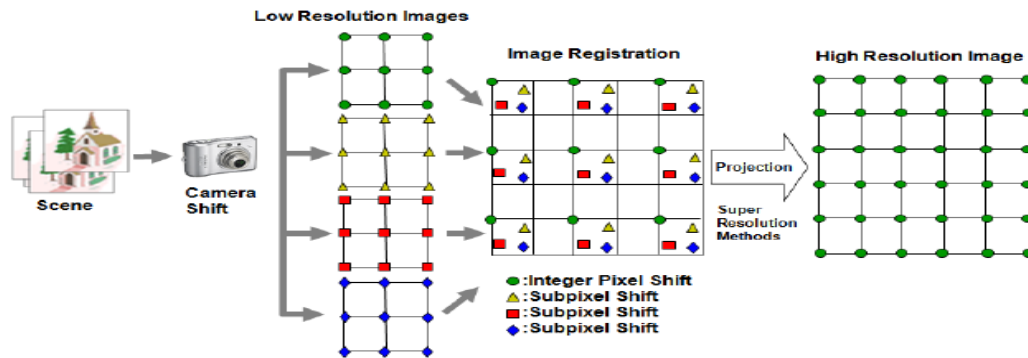 Low Resolution Images
Image Registration
High Resolution Image
Scene
Camera
Shift
Projection
Super
Resolution
Methods
:Integer Pixel Shift
:Subpixel Shift
:Subpixel Shift
:Subpixel Shift